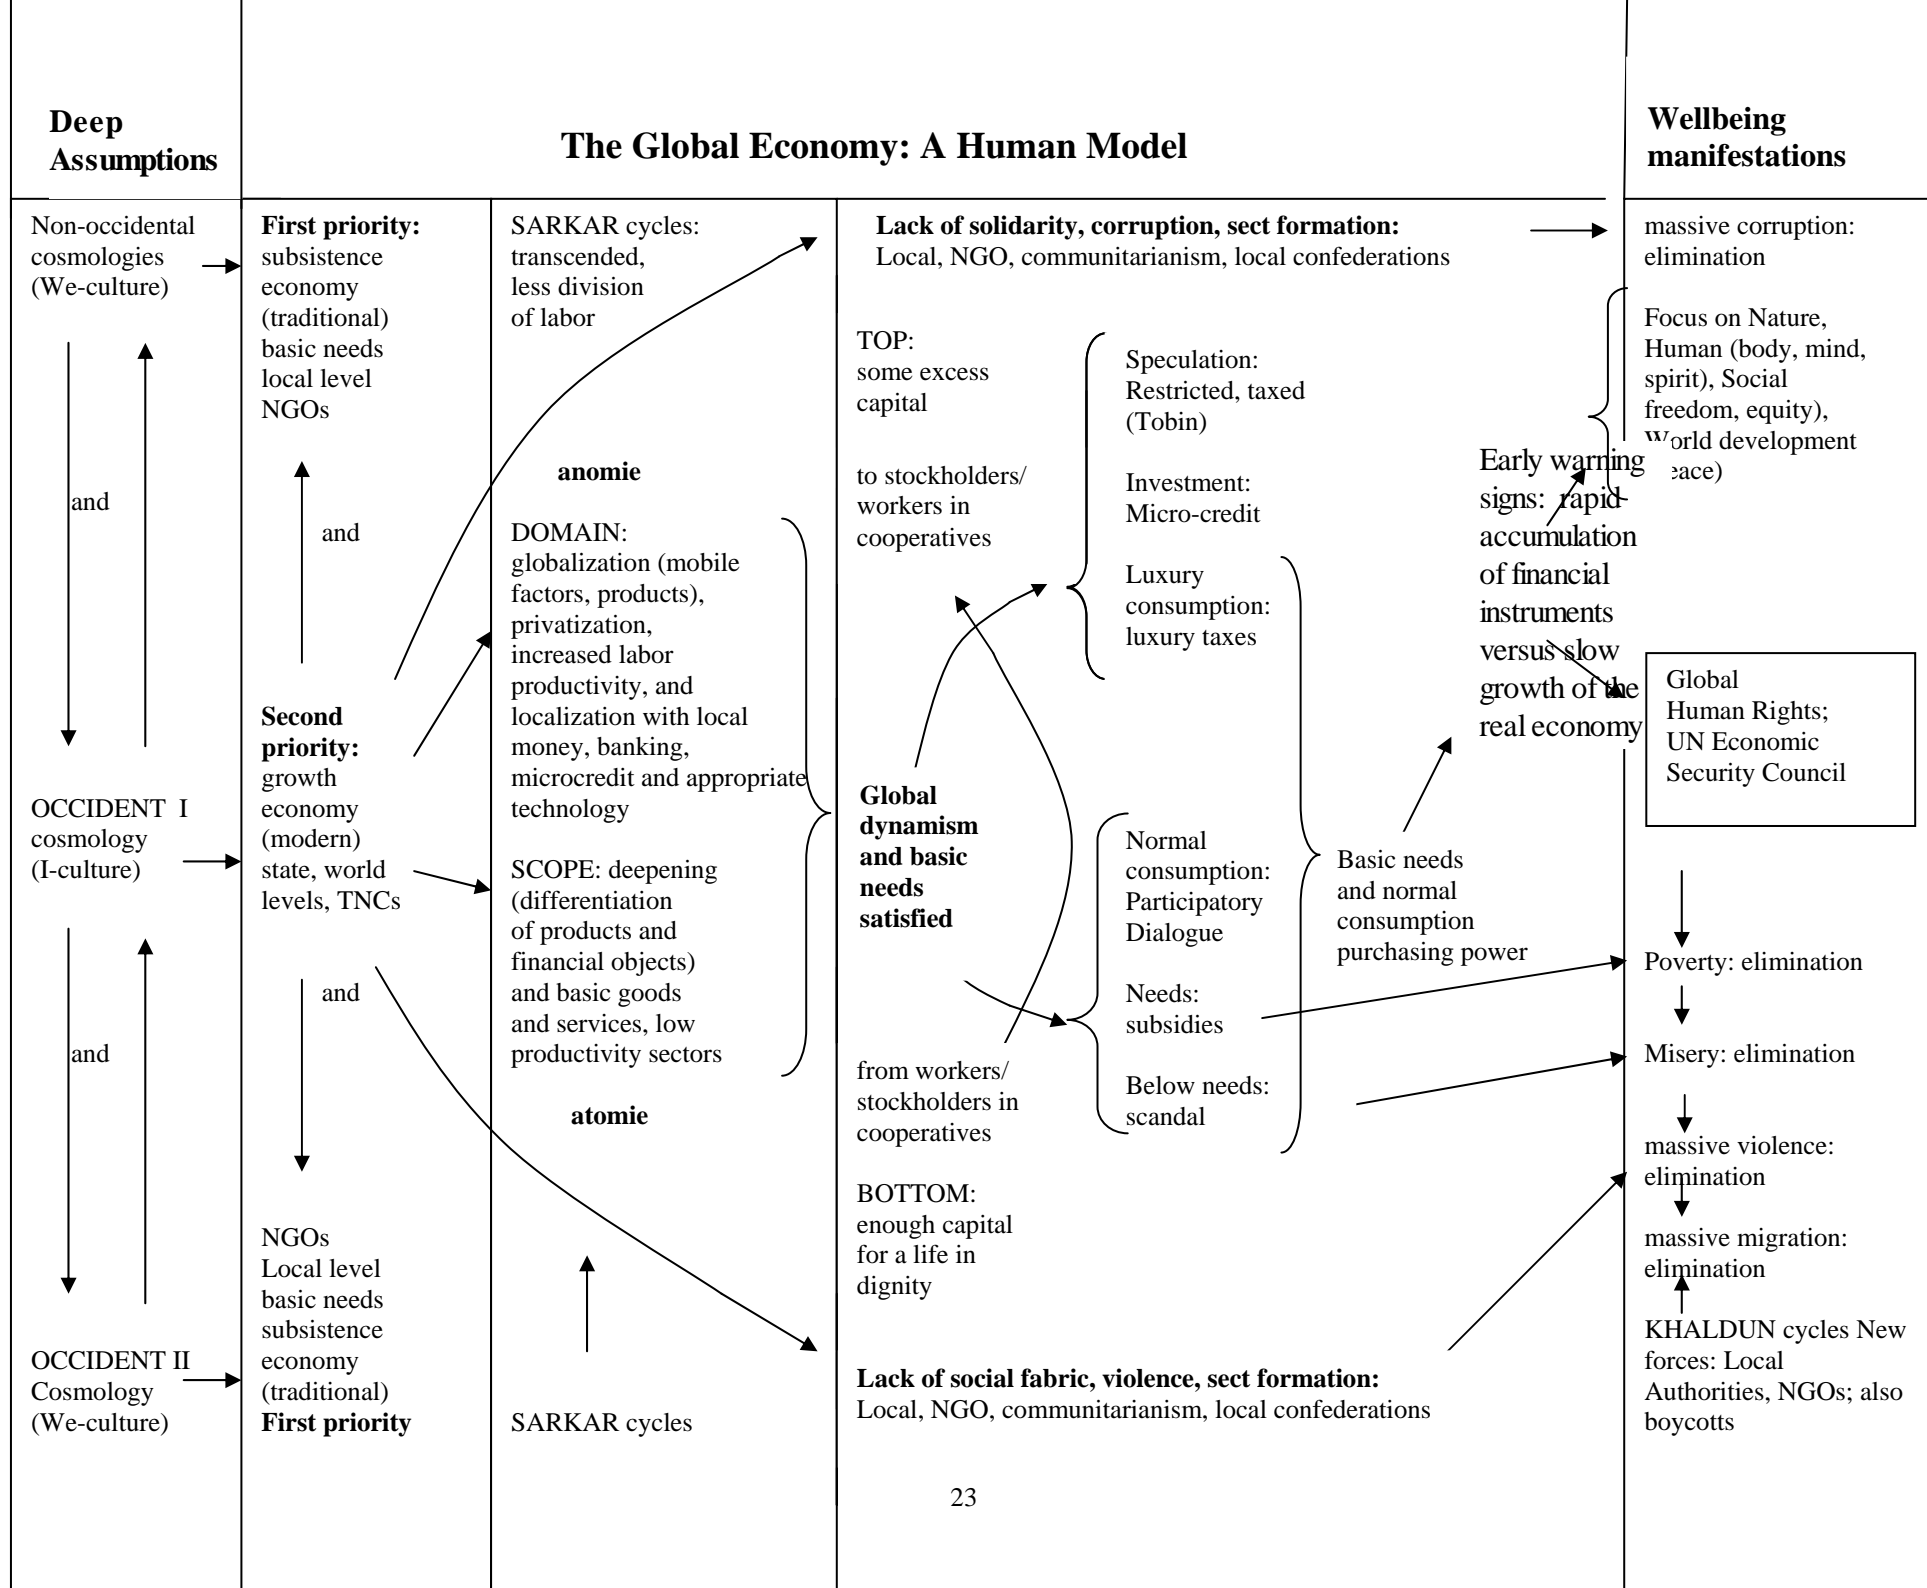 Deep
Assumptions
The Global Economy: A Human Model
Wellbeing
manifestations
Non-occidental
cosmologies
(We-culture)
and
OCCIDENT I
cosmology
(I-culture)
and
OCCIDENT II
Cosmology
(We-culture)
First priority:
subsistence
economy
(traditional)
basic needs
local level
NGOs
and
Second
priority:
growth
economy
(modern)
state, world
levels, TNCs
and
NGOs
Local level
basic needs
subsistence
economy
(traditional)
First priority
SARKAR cycles:
transcended,
less division
of labor
anomie
DOMAIN:
globalization (mobile
factors, products),
privatization,
increased labor
productivity, and
localization with local
money, banking,
microcredit and appropriate
technology
SCOPE: deepening
(differentiation
of products and
financial objects)
and basic goods
and services, low
productivity sectors
atomie
SARKAR cycles
Lack of solidarity, corruption, sect formation:
Local, NGO, communitarianism, local confederations
TOP:
some excess
capital
to stockholders/
workers in
cooperatives
Global
dynamism
and basic
needs
satisfied
from workers/
stockholders in
cooperatives
BOTTOM:
enough capital
for a life in
dignity
Speculation:
Restricted, taxed
(Tobin)
Investment:
Micro-credit
Luxury
consumption:
luxury taxes
Normal
consumption:
Participatory
Dialogue
Needs:
subsidies
Below needs:
scandal
Basic needs
and normal
consumption
purchasing power
Early warning
signs: rapid
accumulation
of financial
instruments
versus slow
growth of the
real economy
Lack of social fabric, violence, sect formation:
Local, NGO, communitarianism, local confederations
massive corruption:
elimination
Focus on Nature,
Human (body, mind,
spirit), Social
freedom, equity),
World development
eace)
Global
Human Rights;
UN Economic
Security Council
Poverty: elimination
Misery: elimination
massive violence:
elimination
massive migration:
elimination
KHALDUN cycles New
forces: Local
Authorities, NGOs; also
boycotts
23